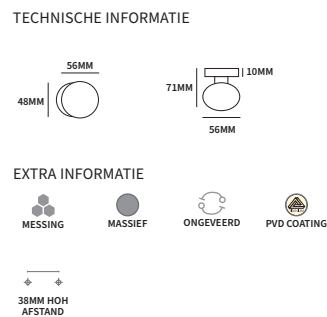 TECHNISCHE INFORMATIE
56MM
48MM
10MM
71MM
56MM
EXTRA INFORMATIE
MESSING
MASSIEF
ONGEVEERD
PVD COATING
38MM HOH
AFSTAND